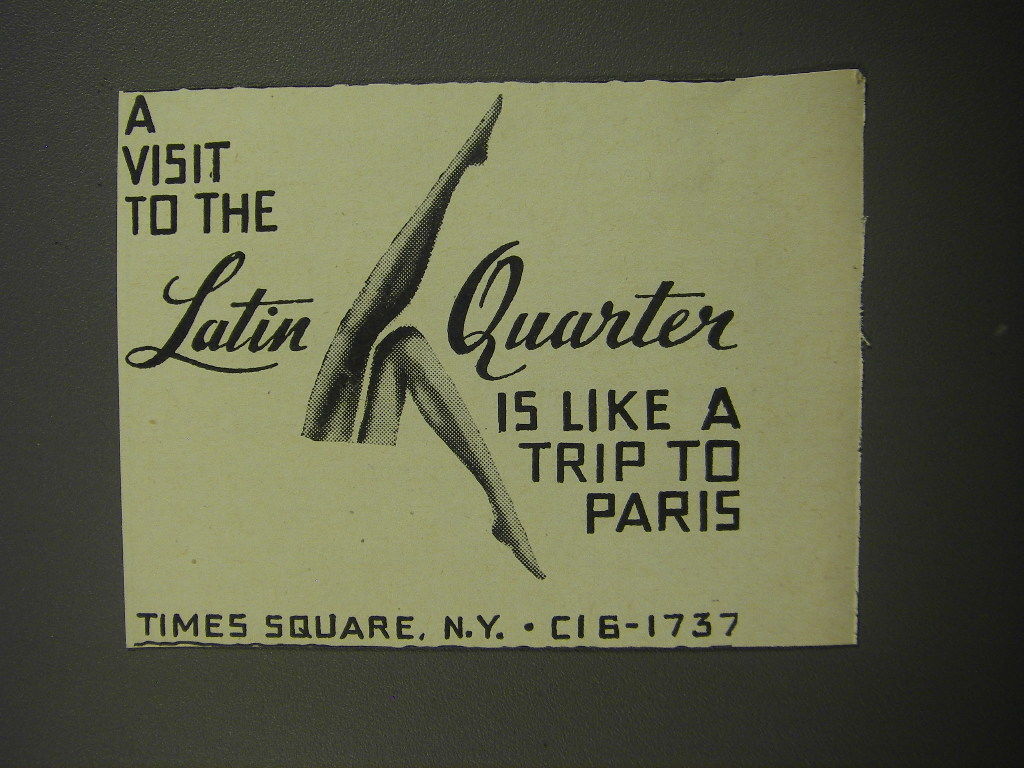 A
VISIT
TO THE
Latin Quarter
IS LIKE A
TRIP TO
PARIS
TIMES SQUARE, N.Y. • CI 6-1737